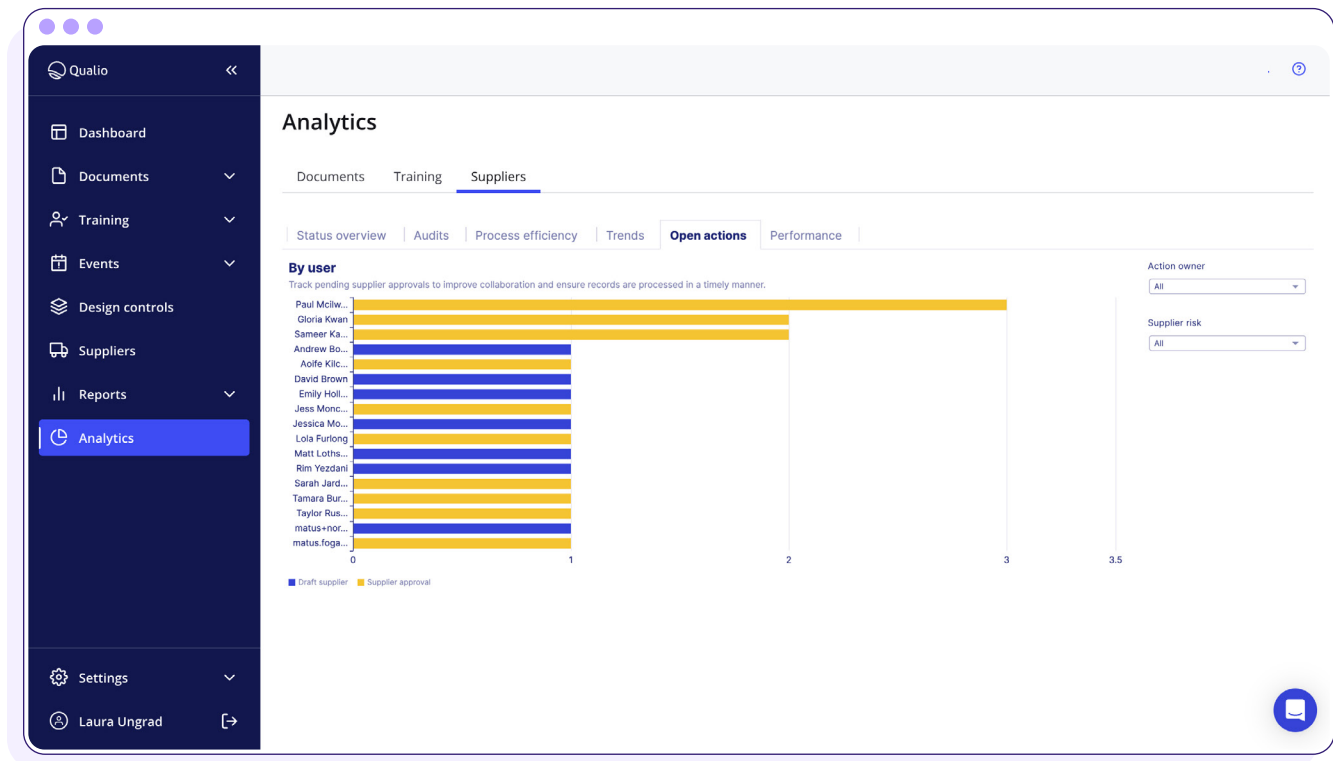 Qualio
Dashboard
Documents
Training
Events
Design controls
Suppliers
Reports
Analytics
Settings
Laura Ungrad
Analytics
Documents Training Suppliers
Status overview Audits Process efficiency Trends Open actions Performance
By user
Track pending supplier approvals to improve collaboration and ensure records are processed in a timely manner.
Paul Mcilw...
Gloria Kwan
Sameer Ka...
Andrew Bo...
Aoife Kilc...
David Brown
Emily Holl...
Jess Monc...
Jessica Mo...
Lola Furlong
Matt Loths...
Rim Yezdani
Sarah Jard...
Tamara Bur...
Taylor Rus...
matus+nor...
matus.foga...
0 1 2 3 3.5
Draft supplier Supplier approval
Action owner
All
Supplier risk
All